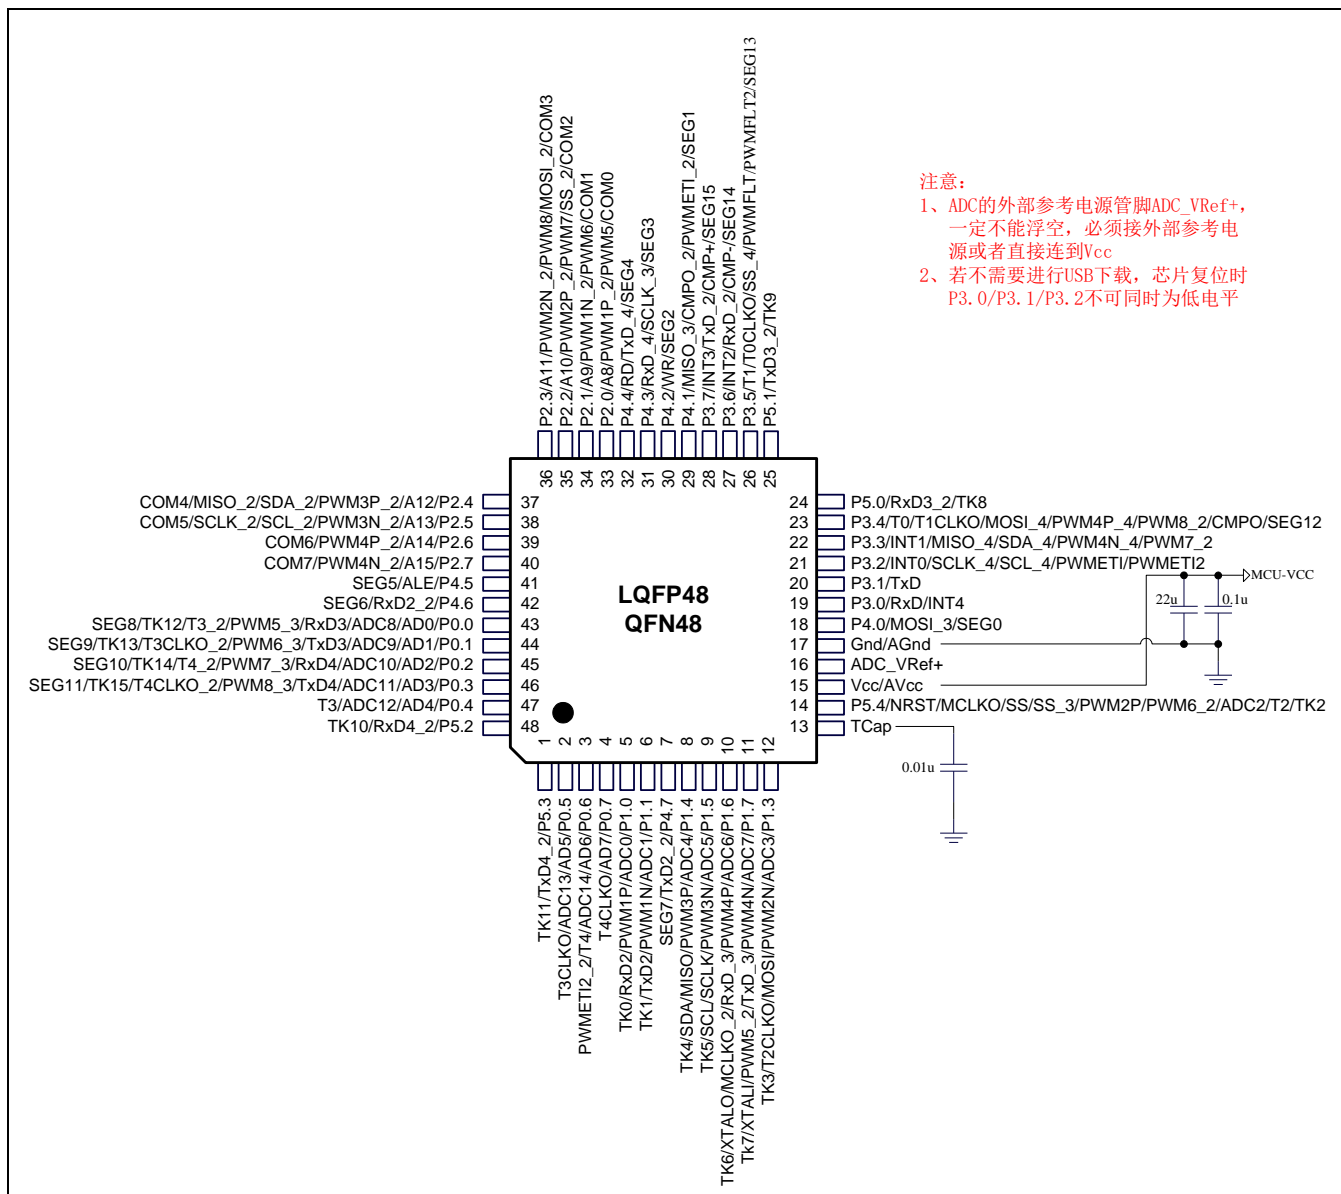 P2.3/A11/PWM2N_2/PWM8/MOSI_2/COM3
P2.2/A10/PWM2P_2/PWM7/SS_2/COM2
P2.1/A9/PWM1N_2/PWM6/COM1
P2.0/A8/PWM1P_2/PWM5/COM0
P4.4/RD/TxD_4/SEG4
P4.3/RxD_4/SCLK_3/SEG3
P4.2/WR/SEG2
P4.1/MISO_3/CMPO_2/PWMETI_2/SEG1
P3.7/INT3/TxD_2/CMP+/SEG15
P3.6/INT2/RxD_2/CMP-/SEG14
P3.5/T1/T0CLKO/SS_4/PWMFLT/PWMFLT2/SEG13
P5.1/TxD3_2/TK9
注意：
1、ADC的外部参考电源管脚ADC_VRef+，
一定不能浮空，必须接外部参考电
源或者直接连到Vcc
2、若不需要进行USB下载，芯片复位时
P3.0/P3.1/P3.2不可同时为低电平
36 35 34 33 32 31 30 29 28 27 26 25
COM4/MISO_2/SDA_2/PWM3P_2/A12/P2.4 37
COM5/SCLK_2/SCL_2/PWM3N_2/A13/P2.5 38
COM6/PWM4P_2/A14/P2.6 39
COM7/PWM4N_2/A15/P2.7 40
SEG5/ALE/P4.5 41
SEG6/RxD2_2/P4.6 42
SEG8/TK12/T3_2/PWM5_3/RxD3/ADC8/AD0/P0.0 43
SEG9/TK13/T3CLKO_2/PWM6_3/TxD3/ADC9/AD1/P0.1 44
SEG10/TK14/T4_2/PWM7_3/RxD4/ADC10/AD2/P0.2 45
SEG11/TK15/T4CLKO_2/PWM8_3/TxD4/ADC11/AD3/P0.3 46
T3/ADC12/AD4/P0.4 47
TK10/RxD4_2/P5.2 48
LQFP48
QFN48
24 P5.0/RxD3_2/TK8
23 P3.4/T0/T1CLKO/MOSI_4/PWM4P_4/PWM8_2/CMPO/SEG12
22 P3.3/INT1/MISO_4/SDA_4/PWM4N_4/PWM7_2
21 P3.2/INT0/SCLK_4/SCL_4/PWMETI/PWMETI2
20 P3.1/TxD
19 P3.0/RxD/INT4
18 P4.0/MOSI_3/SEG0
17 Gnd/AGnd
16 ADC_VRef+
15 Vcc/AVcc
14 P5.4/NRST/MCLKO/SS/SS_3/PWM2P/PWM6_2/ADC2/T2/TK2
13 TCap
MCU-VCC
22u
0.1u
0.01u
1 2 3 4 5 6 7 8 9 10 11 12
TK11/TxD4_2/P5.3
T3CLKO/ADC13/AD5/P0.5
PWMETI2_2/T4/ADC14/AD6/P0.6
T4CLKO/AD7/P0.7
TK0/RxD2/PWM1P/ADC0/P1.0
TK1/TxD2/PWM1N/ADC1/P1.1
SEG7/TxD2_2/P4.7
TK4/SDA/MISO/PWM3P/ADC4/P1.4
TK5/SCL/SCLK/PWM3N/ADC5/P1.5
TK6/XTALO/MCLKO_2/RxD_3/PWM4P/ADC6/P1.6
Tk7/XTALI/PWM5_2/TxD_3/PWM4N/ADC7/P1.7
TK3/T2CLKO/MOSI/PWM2N/ADC3/P1.3